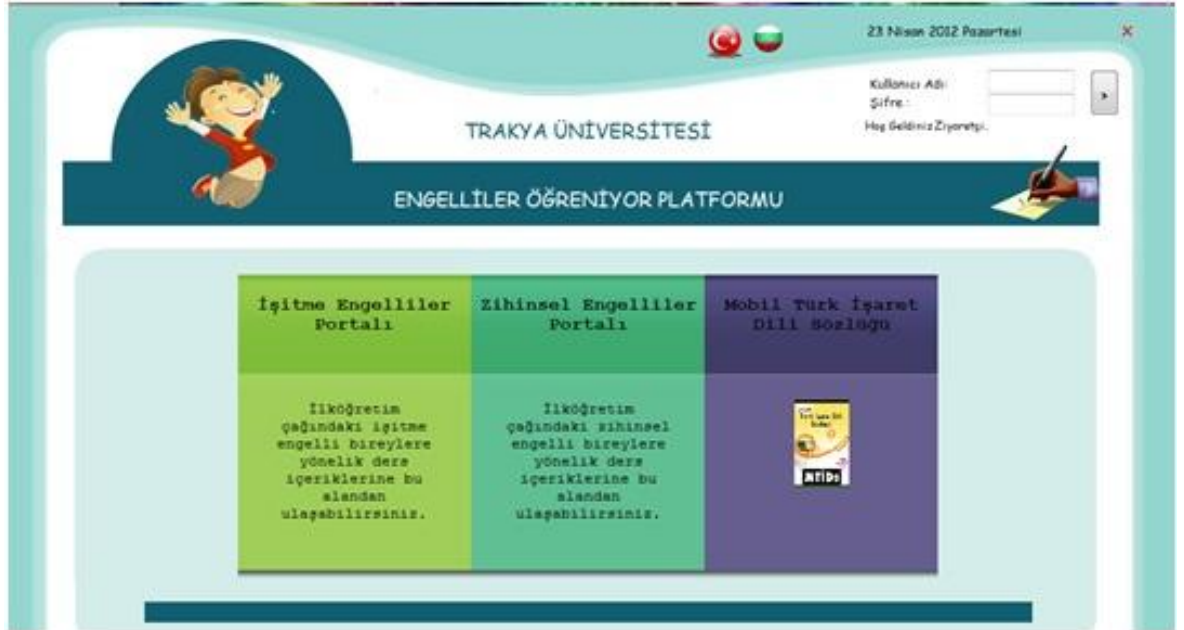 23 Nisan 2012 Pazartesi
Kullanıcı Adı:
Şifre :
Hoş Geldiniz Ziyaretçi.
TRAKYA ÜNİVERSİTESİ
ENGELLİLER ÖĞRENİYOR PLATFORMU
İşitme Engelliler
Portalı
Zihinsel Engelliler
Portalı
Mobil Türk İşaret
Dili Sözlüğü
İlköğretim
çağındaki işitme
engelli bireylere
yönelik ders
içeriklerine bu
alandan
ulaşabilirsiniz.
İlköğretim
çağındaki zihinsel
engelli bireylere
yönelik ders
içeriklerine bu
alandan
ulaşabilirsiniz.